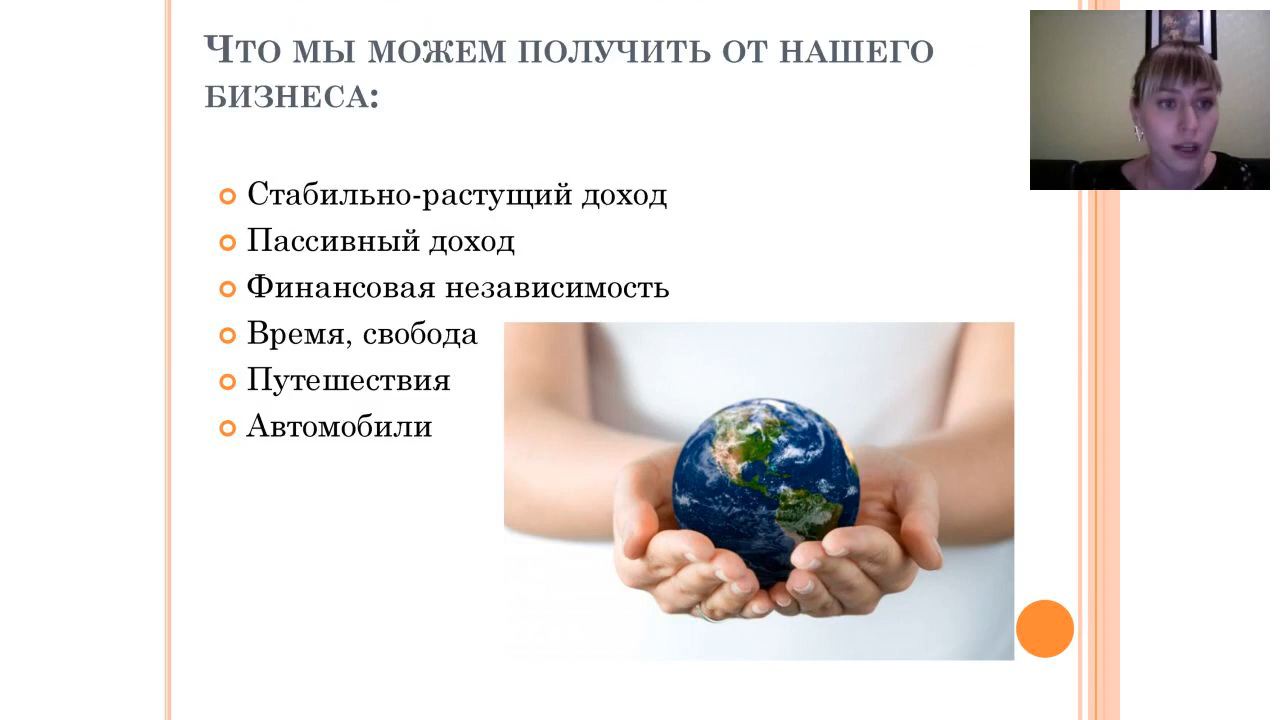 Что мы можем получить от нашего
бизнеса:
Стабильно-растущий доход
Пассивный доход
Финансовая независимость
Время, свобода
Путешествия
Автомобили